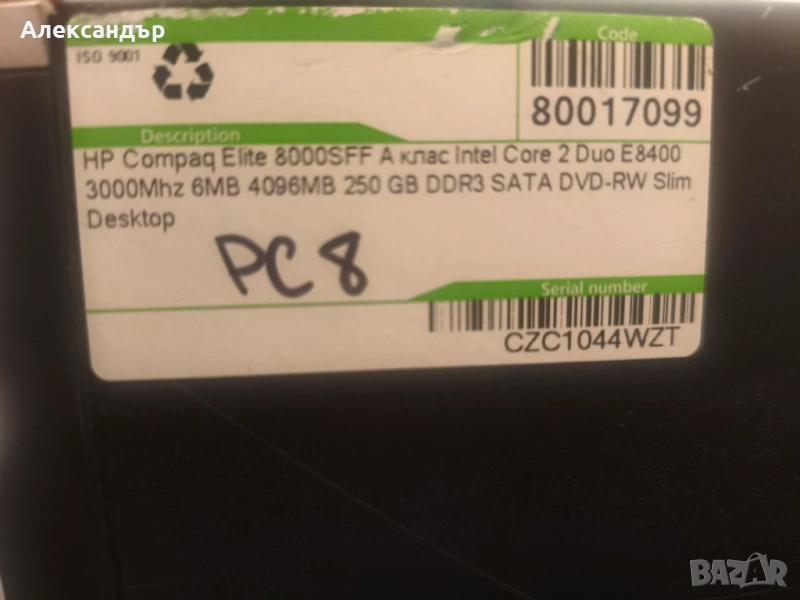 Александър
Code
ISO 9001
80017099
Description
HP Compaq Elite 8000SFF А клас Intel Core 2 Duo E8400
3000Mhz 6MB 4096MB 250 GB DDR3 SATA DVD-RW Slim
Desktop
PC 8
Serial number
CZC1044WZT
BAZAR